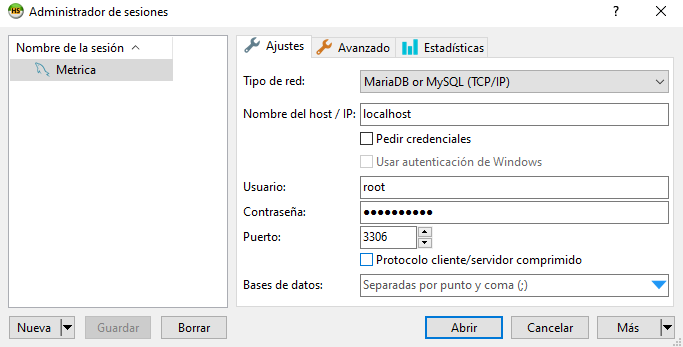 HS Administrador de sesiones ? ×
Nombre de la sesión
Metrica
Ajustes Avanzado Estadísticas
Tipo de red: MariaDB or MySQL (TCP/IP)
Nombre del host / IP: localhost
Pedir credenciales
Usar autenticación de Windows
Usuario: root
Contraseña: ●●●●●●●●●●
Puerto: 3306
Protocolo cliente/servidor comprimido
Bases de datos: Separadas por punto y coma (;)
Nueva Guardar Borrar Abrir Cancelar Más